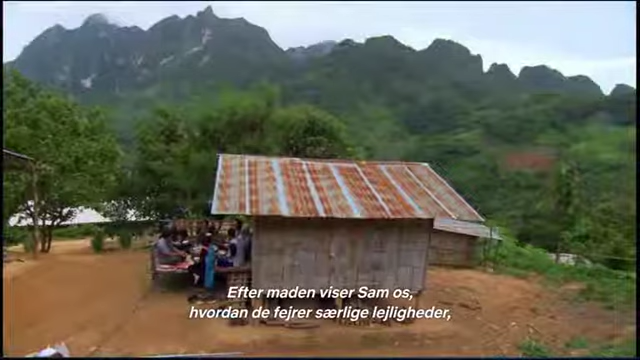 Efter maden viser Sam os,
hvordan de fejrer særlige lejligheder,